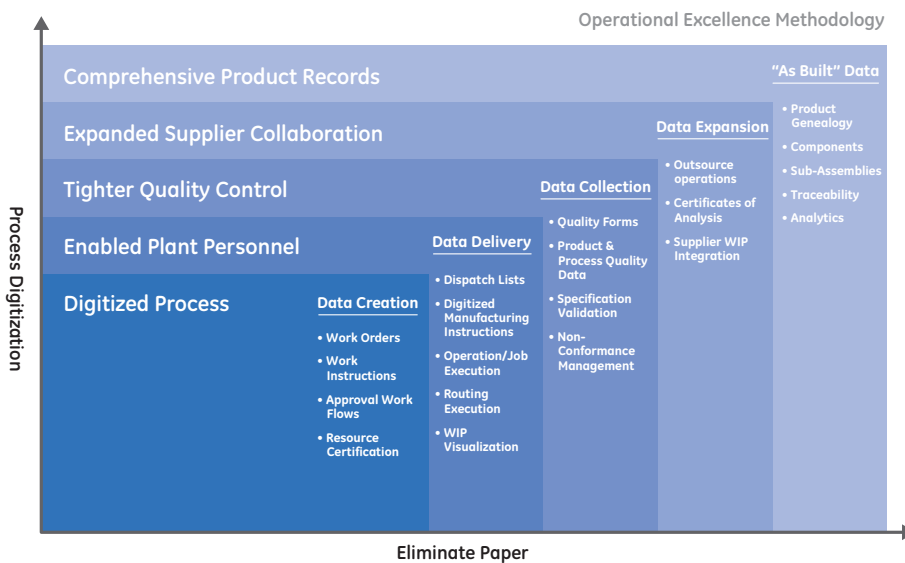 Operational Excellence Methodology
Comprehensive Product Records
"As Built" Data
• Product
Genealogy
• Components
• Sub-Assemblies
• Traceability
• Analytics
Expanded Supplier Collaboration
Data Expansion
• Outsource
operations
• Certificates of
Analysis
• Supplier WIP
Integration
Tighter Quality Control
Data Collection
• Quality Forms
• Product &
Process Quality
Data
• Specification
Validation
• Non-
Conformance
Management
Enabled Plant Personnel
Data Delivery
• Dispatch Lists
• Digitized
Manufacturing
Instructions
• Operation/Job
Execution
• Routing
Execution
• WIP
Visualization
Digitized Process
Data Creation
• Work Orders
• Work
Instructions
• Approval Work
Flows
• Resource
Certification
Process Digitization
Eliminate Paper